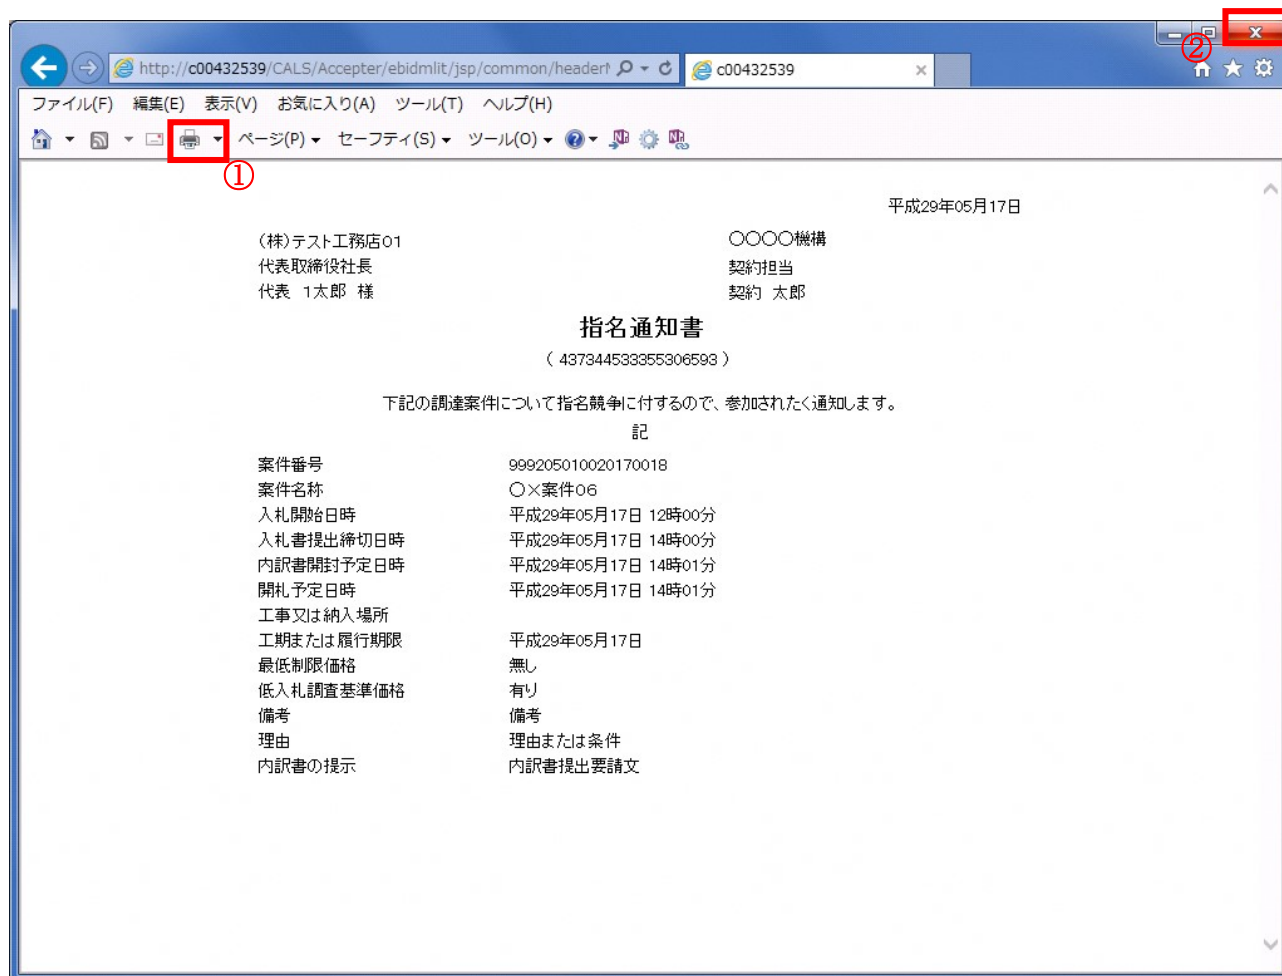 ②
http://c00432539/CALS/Accepter/ebidmlit/jsp/common/header
c00432539
ファイル(F) 編集(E) 表示(V) お気に入り(A) ツール(T) ヘルプ(H)
ページ(P) セーフティ(S) ツール(O)
①
平成29年05月17日
(株)テスト工務店01
〇〇〇〇機構
代表取締役社長
契約担当
代表 1太郎 様
契約 太郎
指名通知書
( 437344533355306593 )
下記の調達案件について指名競争に付するので、参加されたく通知します。
記
案件番号 999205010020170018
案件名称 〇×案件06
入札開始日時 平成29年05月17日 12時00分
入札書提出締切日時 平成29年05月17日 14時00分
内訳書開封予定日時 平成29年05月17日 14時01分
開札予定日時 平成29年05月17日 14時01分
工事又は納入場所
工期または履行期限 平成29年05月17日
最低制限価格 無し
低入札調査基準価格 有り
備考 備考
理由 理由または条件
内訳書の提示 内訳書提出要請文